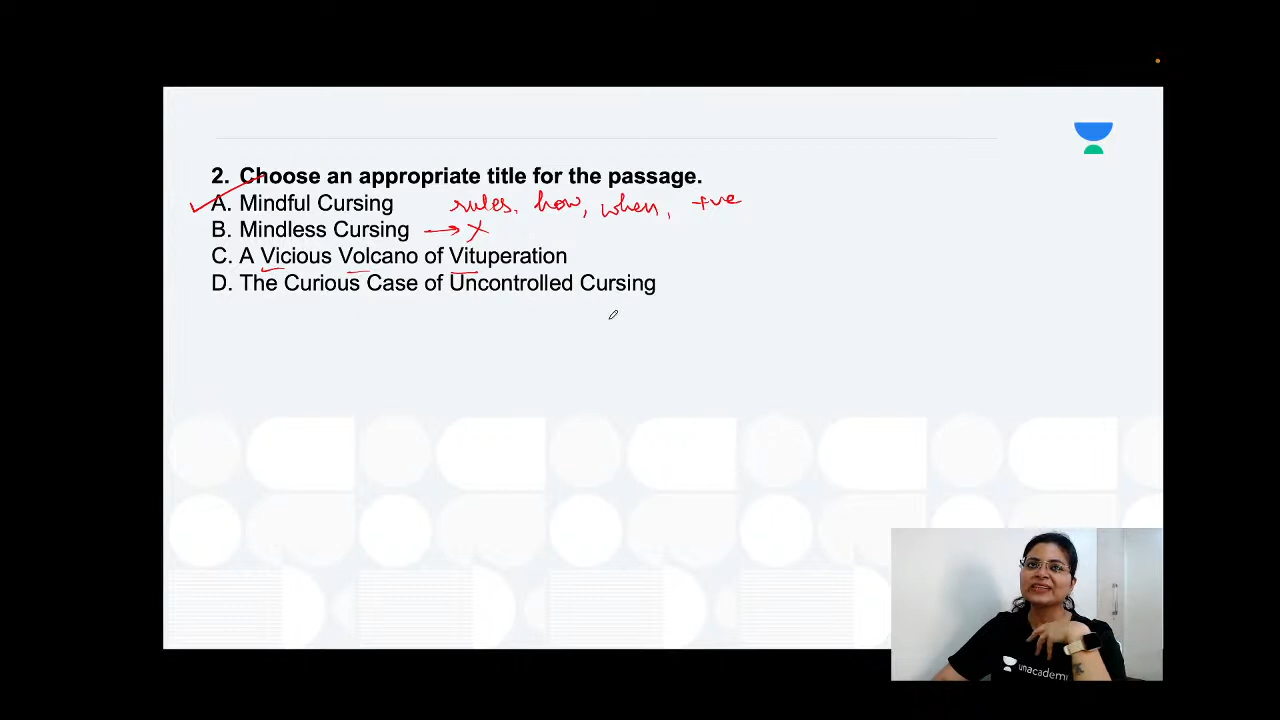 2. Choose an appropriate title for the passage.
A. Mindful Cursing rules, how, when, +ve
B. Mindless Cursing → X
C. A Vicious Volcano of Vituperation
D. The Curious Case of Uncontrolled Cursing
unacademy